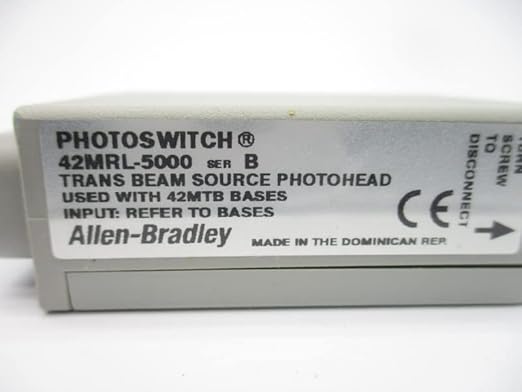 PHOTOSWITCH®
42MRL-5000 SER B
TRANS BEAM SOURCE PHOTOHEAD
USED WITH 42MTB BASES
INPUT: REFER TO BASES
Allen-Bradley
MADE IN THE DOMINICAN REP.
CE
SCREW
TO
DISCONNECT